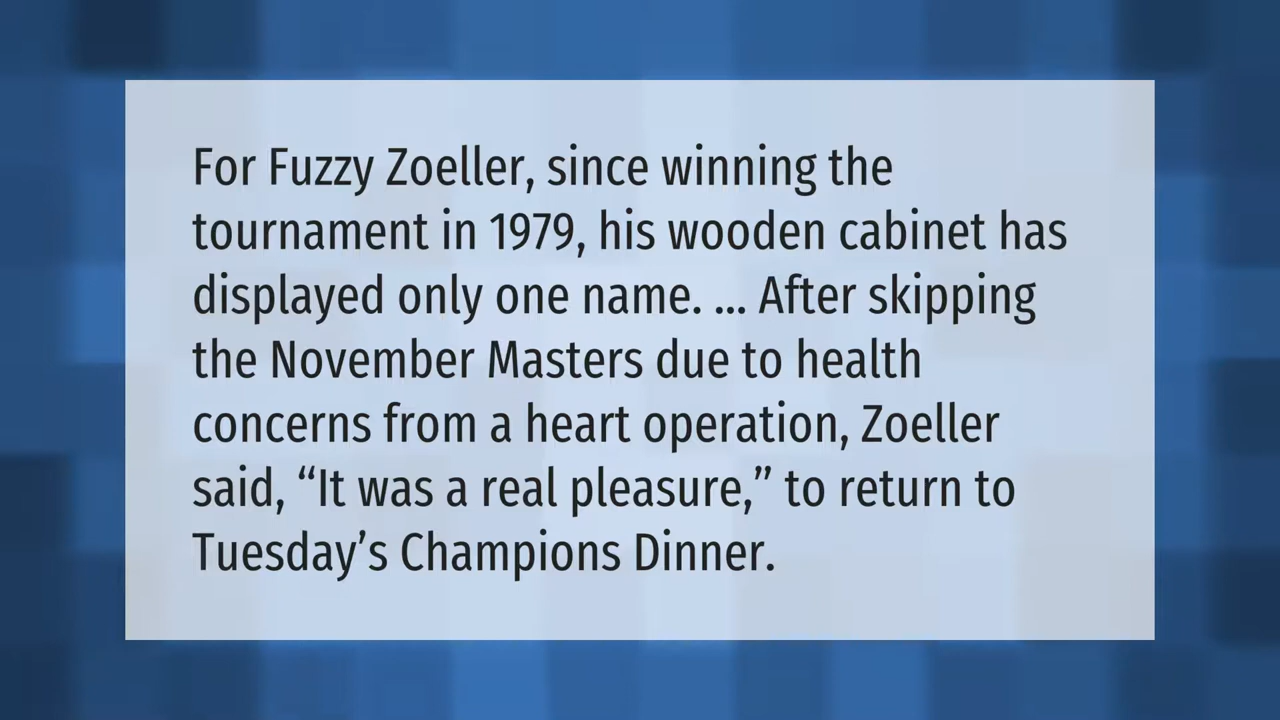 For Fuzzy Zoeller, since winning the
tournament in 1979, his wooden cabinet has
displayed only one name. ... After skipping
the November Masters due to health
concerns from a heart operation, Zoeller
said, “It was a real pleasure,” to return to
Tuesday’s Champions Dinner.